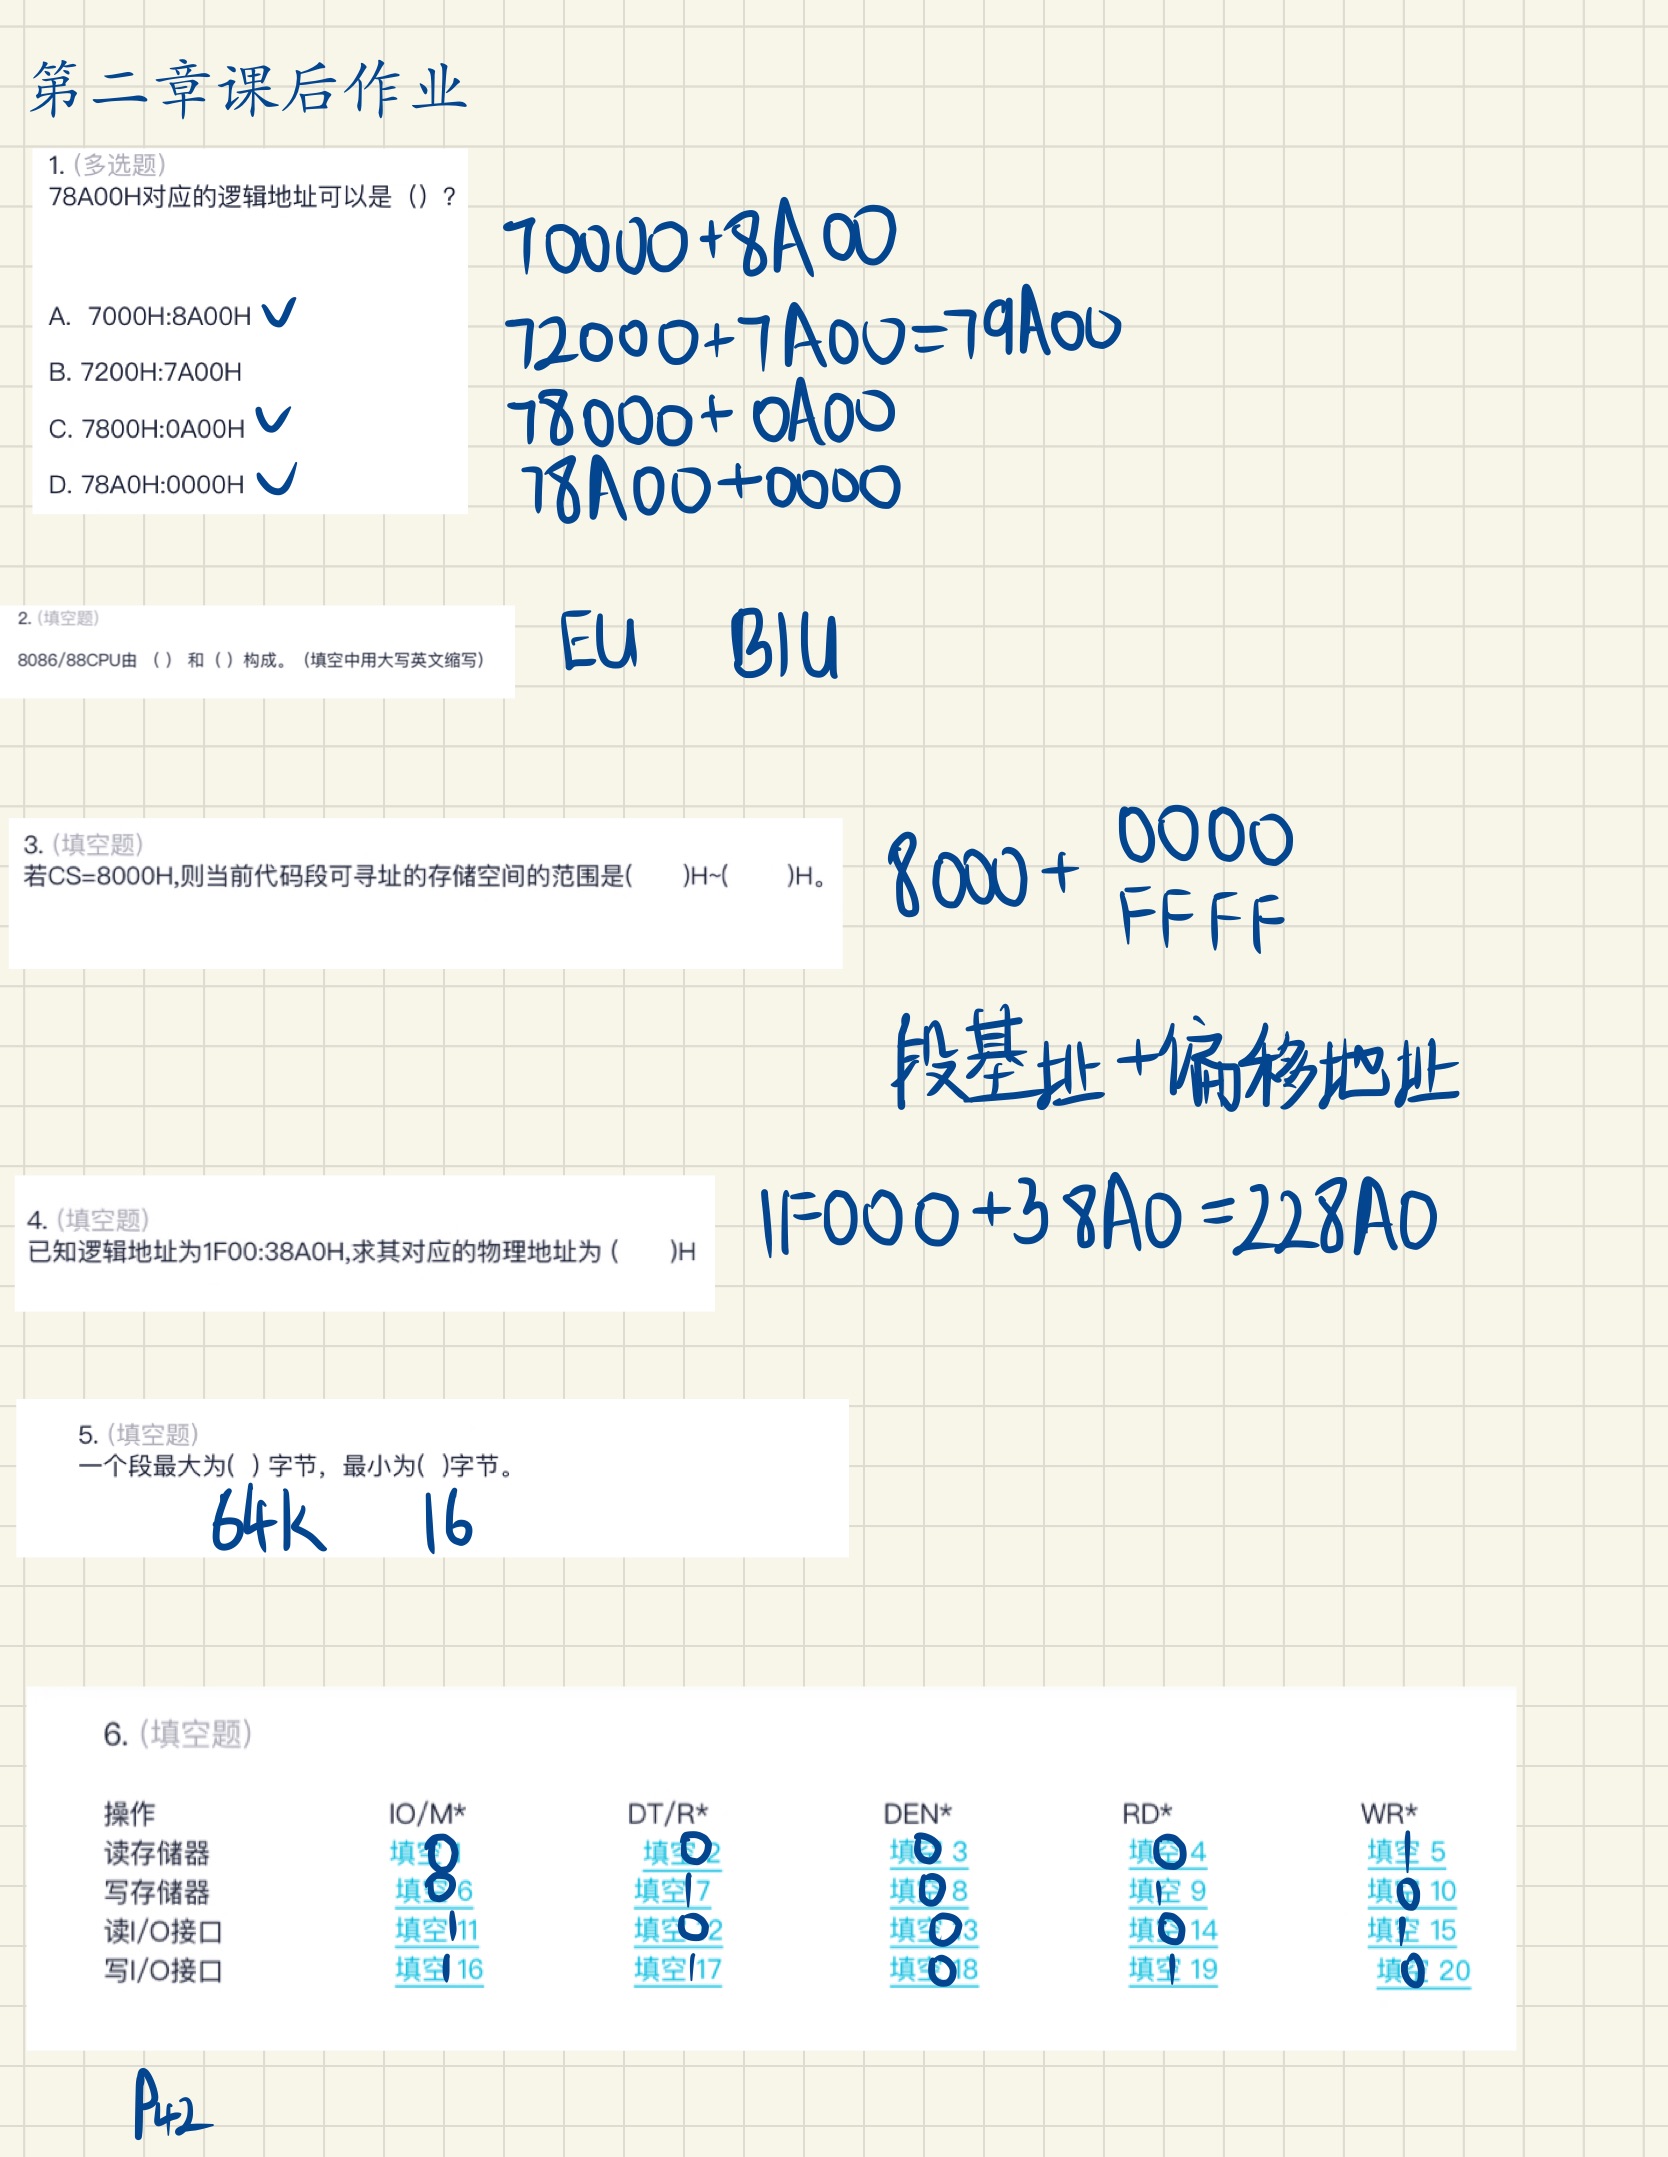 第二章课后作业
1. (多选题)
78A00H对应的逻辑地址可以是（）?
70000+8A00
A. 7000H:8A00H ✓
72000+7A00=79A00
B. 7200H:7A00H
78000+0A00
C. 7800H:0A00H ✓
78A00+0000
D. 78A0H:0000H ✓
2. (填空题)
8086/88CPU由 （ ） 和（ ）构成。（填空中用大写英文缩写）
EU BIU
3. (填空题)
若CS=8000H,则当前代码段可寻址的存储空间的范围是( )H~( )H。
8000+
0000
FFFF
段基址+偏移地址
4. (填空题)
已知逻辑地址为1F00:38A0H,求其对应的物理地址为 ( )H
1F000+38A0=228A0
5. (填空题)
一个段最大为( ) 字节，最小为( )字节。
64K 16
6. (填空题)
操作 IO/M* DT/R* DEN* RD* WR*
读存储器 填空 1 0 填空 2 0 填空 3 0 填空 4 0 填空 5 1
写存储器 填空 6 0 填空 7 1 填空 8 0 填空 9 1 填空 10 0
读I/O接口 填空 11 1 填空 12 0 填空 13 0 填空 14 0 填空 15 1
写I/O接口 填空 16 1 填空 17 1 填空 18 0 填空 19 1 填空 20 0
P42